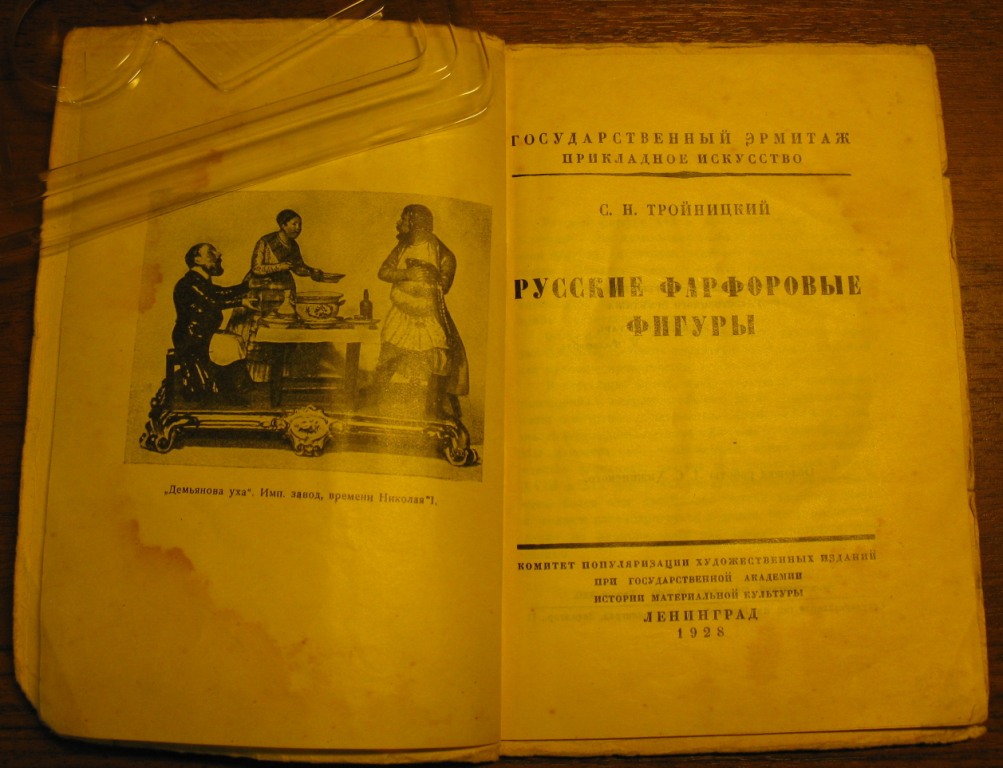 „Демьянова уха“. Имп. завод, времени Николая I.
ГОСУДАРСТВЕННЫЙ ЭРМИТАЖ
ПРИКЛАДНОЕ ИСКУССТВО
С. Н. ТРОЙНИЦКИЙ
РУССКИЕ ФАРФОРОВЫЕ
ФИГУРЫ
КОМИТЕТ ПОПУЛЯРИЗАЦИИ ХУДОЖЕСТВЕННЫХ ИЗДАНИЙ
ПРИ ГОСУДАРСТВЕННОЙ АКАДЕМИИ
ИСТОРИИ МАТЕРИАЛЬНОЙ КУЛЬТУРЫ
ЛЕНИНГРАД
1928